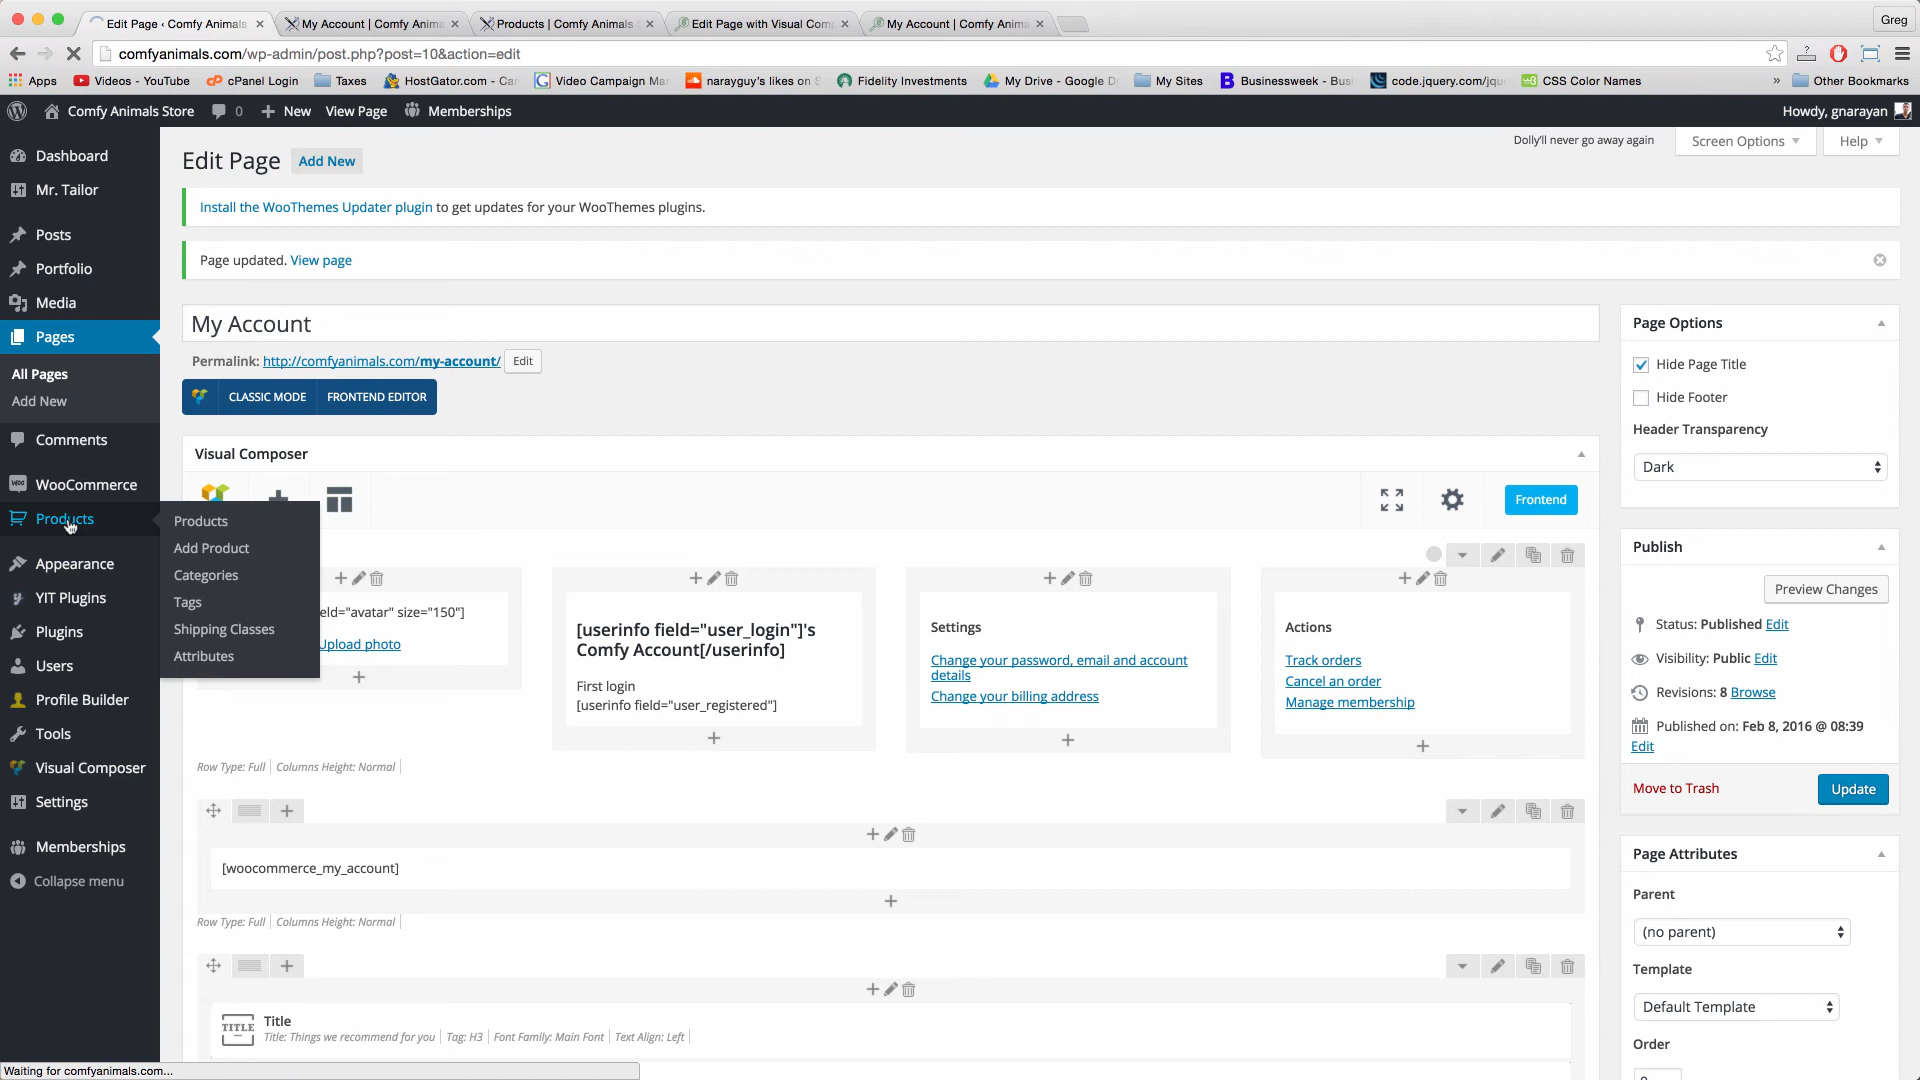 Edit Page ‹ Comfy Animals
My Account | Comfy Anima
Products | Comfy Animals
Edit Page with Visual Com
My Account | Comfy Anima
Greg
comfyanimals.com/wp-admin/post.php?post=10&action=edit
Apps
Videos - YouTube
cPanel Login
Taxes
HostGator.com - Car
Video Campaign Mar
narayguy's likes on S
Fidelity Investments
My Drive - Google D
My Sites
Businessweek - Bus
code.jquery.com/jqu
CSS Color Names
»
Other Bookmarks
Comfy Animals Store
0
New
View Page
Memberships
Howdy, gnarayan
Dashboard
Mr. Tailor
Posts
Portfolio
Media
Pages
All Pages
Add New
Comments
WooCommerce
Products
Appearance
YIT Plugins
Plugins
Users
Profile Builder
Tools
Visual Composer
Settings
Memberships
Collapse menu
Products
Add Product
Categories
Tags
Shipping Classes
Attributes
Dolly'll never go away again
Screen Options
Help
Edit Page
Add New
Install the WooThemes Updater plugin to get updates for your WooThemes plugins.
Page updated. View page
My Account
Permalink: http://comfyanimals.com/my-account/
Edit
CLASSIC MODE
FRONTEND EDITOR
Visual Composer
Frontend
eld="avatar" size="150"]
Upload photo
[userinfo field="user_login"]'s
Comfy Account[/userinfo]
First login
[userinfo field="user_registered"]
Settings
Change your password, email and account
details
Change your billing address
Actions
Track orders
Cancel an order
Manage membership
Row Type: Full
Columns Height: Normal
[woocommerce_my_account]
Row Type: Full
Columns Height: Normal
TITLE
Title
Title: Things we recommend for you
Tag: H3
Font Family: Main Font
Text Align: Left
Page Options
Hide Page Title
Hide Footer
Header Transparency
Dark
Publish
Preview Changes
Status: Published Edit
Visibility: Public Edit
Revisions: 8 Browse
Published on: Feb 8, 2016 @ 08:39
Edit
Move to Trash
Update
Page Attributes
Parent
(no parent)
Template
Default Template
Order
Waiting for comfyanimals.com...